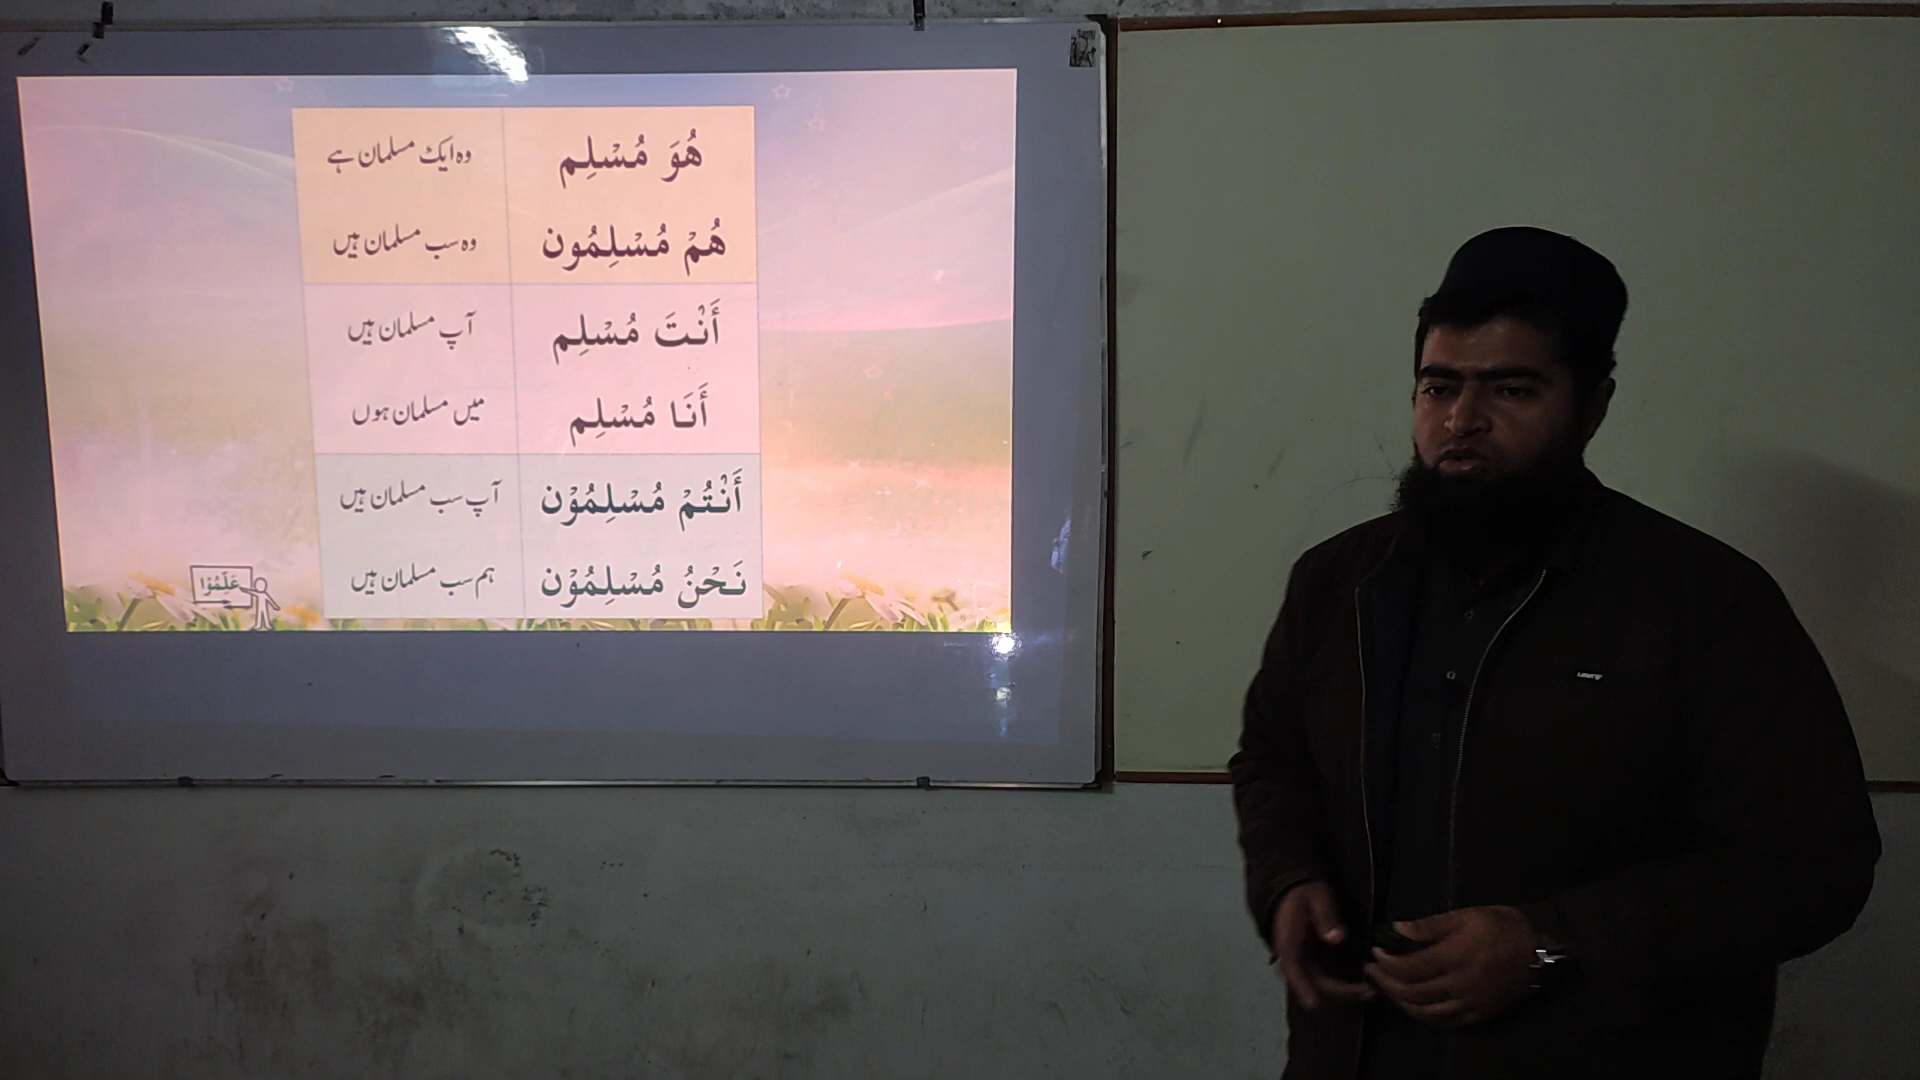 هُوَ مُسْلِم وہ ایک مسلمان ہے
هُمْ مُسْلِمُون وہ سب مسلمان ہیں
أَنْتَ مُسْلِم آپ مسلمان ہیں
أَنَا مُسْلِم میں مسلمان ہوں
أَنْتُمْ مُسْلِمُوْن آپ سب مسلمان ہیں
نَحْنُ مُسْلِمُوْن ہم سب مسلمان ہیں
عَلِّمُوْا